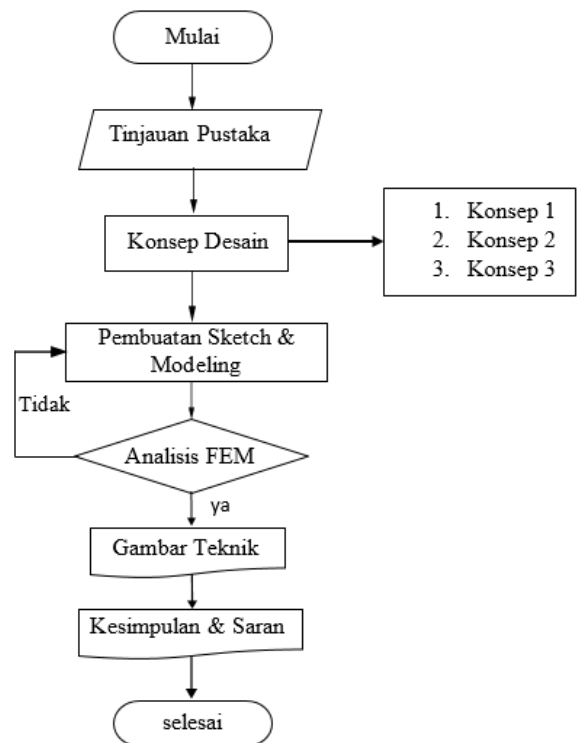 Mulai
Tinjauan Pustaka
Konsep Desain
1. Konsep 1
2. Konsep 2
3. Konsep 3
Pembuatan Sketch &
Modeling
Tidak
Analisis FEM
ya
Gambar Teknik
Kesimpulan & Saran
selesai